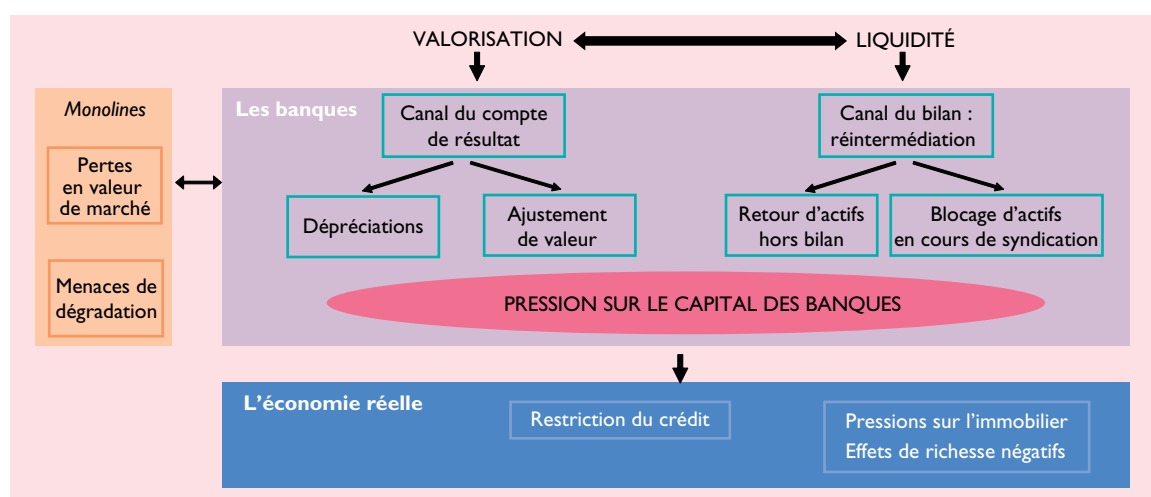 VALORISATION
LIQUIDITÉ
Monolines
Pertes
en valeur
de marché
Menaces de
dégradation
Les banques
Canal du compte
de résultat
Canal du bilan :
réintermédiation
Dépréciations
Ajustement
de valeur
Retour d’actifs
hors bilan
Blocage d’actifs
en cours de syndication
PRESSION SUR LE CAPITAL DES BANQUES
L’économie réelle
Restriction du crédit
Pressions sur l’immobilier
Effets de richesse négatifs